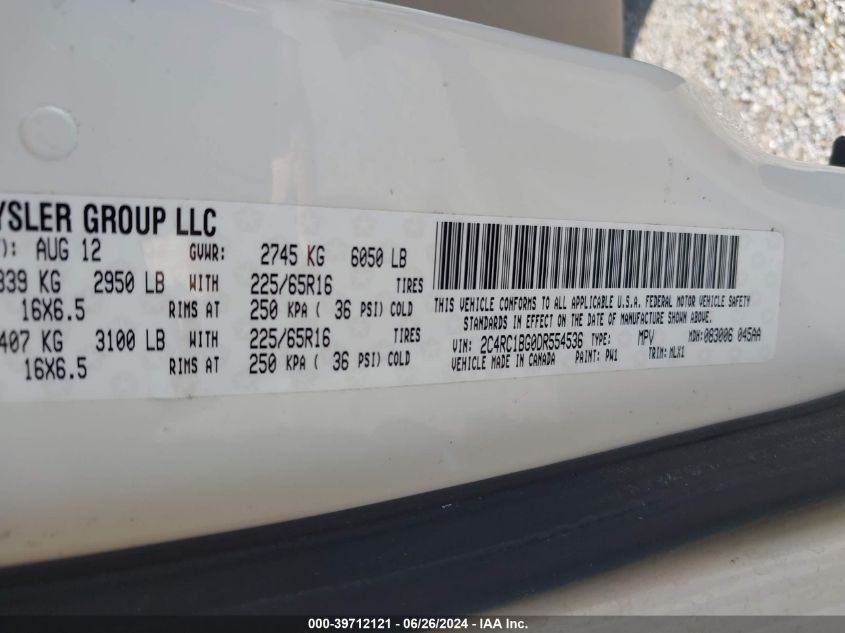 YSLER GROUP LLC
): AUG 12 GVWR: 2745 KG 6050 LB
839 KG 2950 LB WITH 225/65R16 TIRES
16X6.5 RIMS AT 250 KPA ( 36 PSI) COLD
407 KG 3100 LB WITH 225/65R16 TIRES
16X6.5 RIMS AT 250 KPA ( 36 PSI) COLD
THIS VEHICLE CONFORMS TO ALL APPLICABLE U.S.A. FEDERAL MOTOR VEHICLE SAFETY
STANDARDS IN EFFECT ON THE DATE OF MANUFACTURE SHOWN ABOVE.
VIN: 2C4RC1BG0DR554536 TYPE: MPV MDH: 083006 045AA
VEHICLE MADE IN CANADA PAINT: PW1 TRIM: MLX1
000-39712121 - 06/26/2024 - IAA Inc.